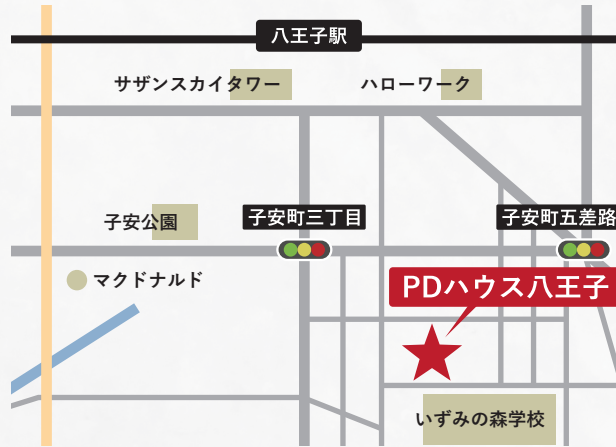 八王子駅
サザンスカイタワー
ハローワーク
子安公園
子安町三丁目
子安町五差路
マクドナルド
PDハウス八王子
いずみの森学校